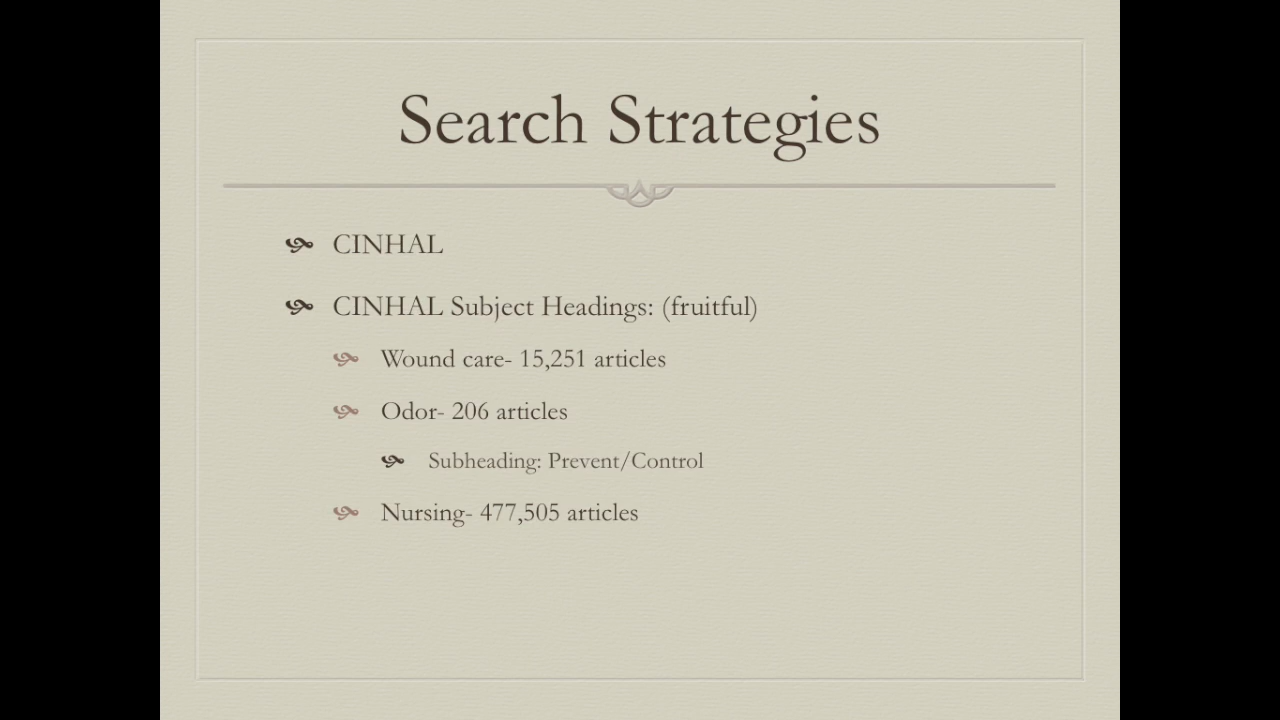 Search Strategies
CINHAL
CINHAL Subject Headings: (fruitful)
Wound care- 15,251 articles
Odor- 206 articles
Subheading: Prevent/Control
Nursing- 477,505 articles